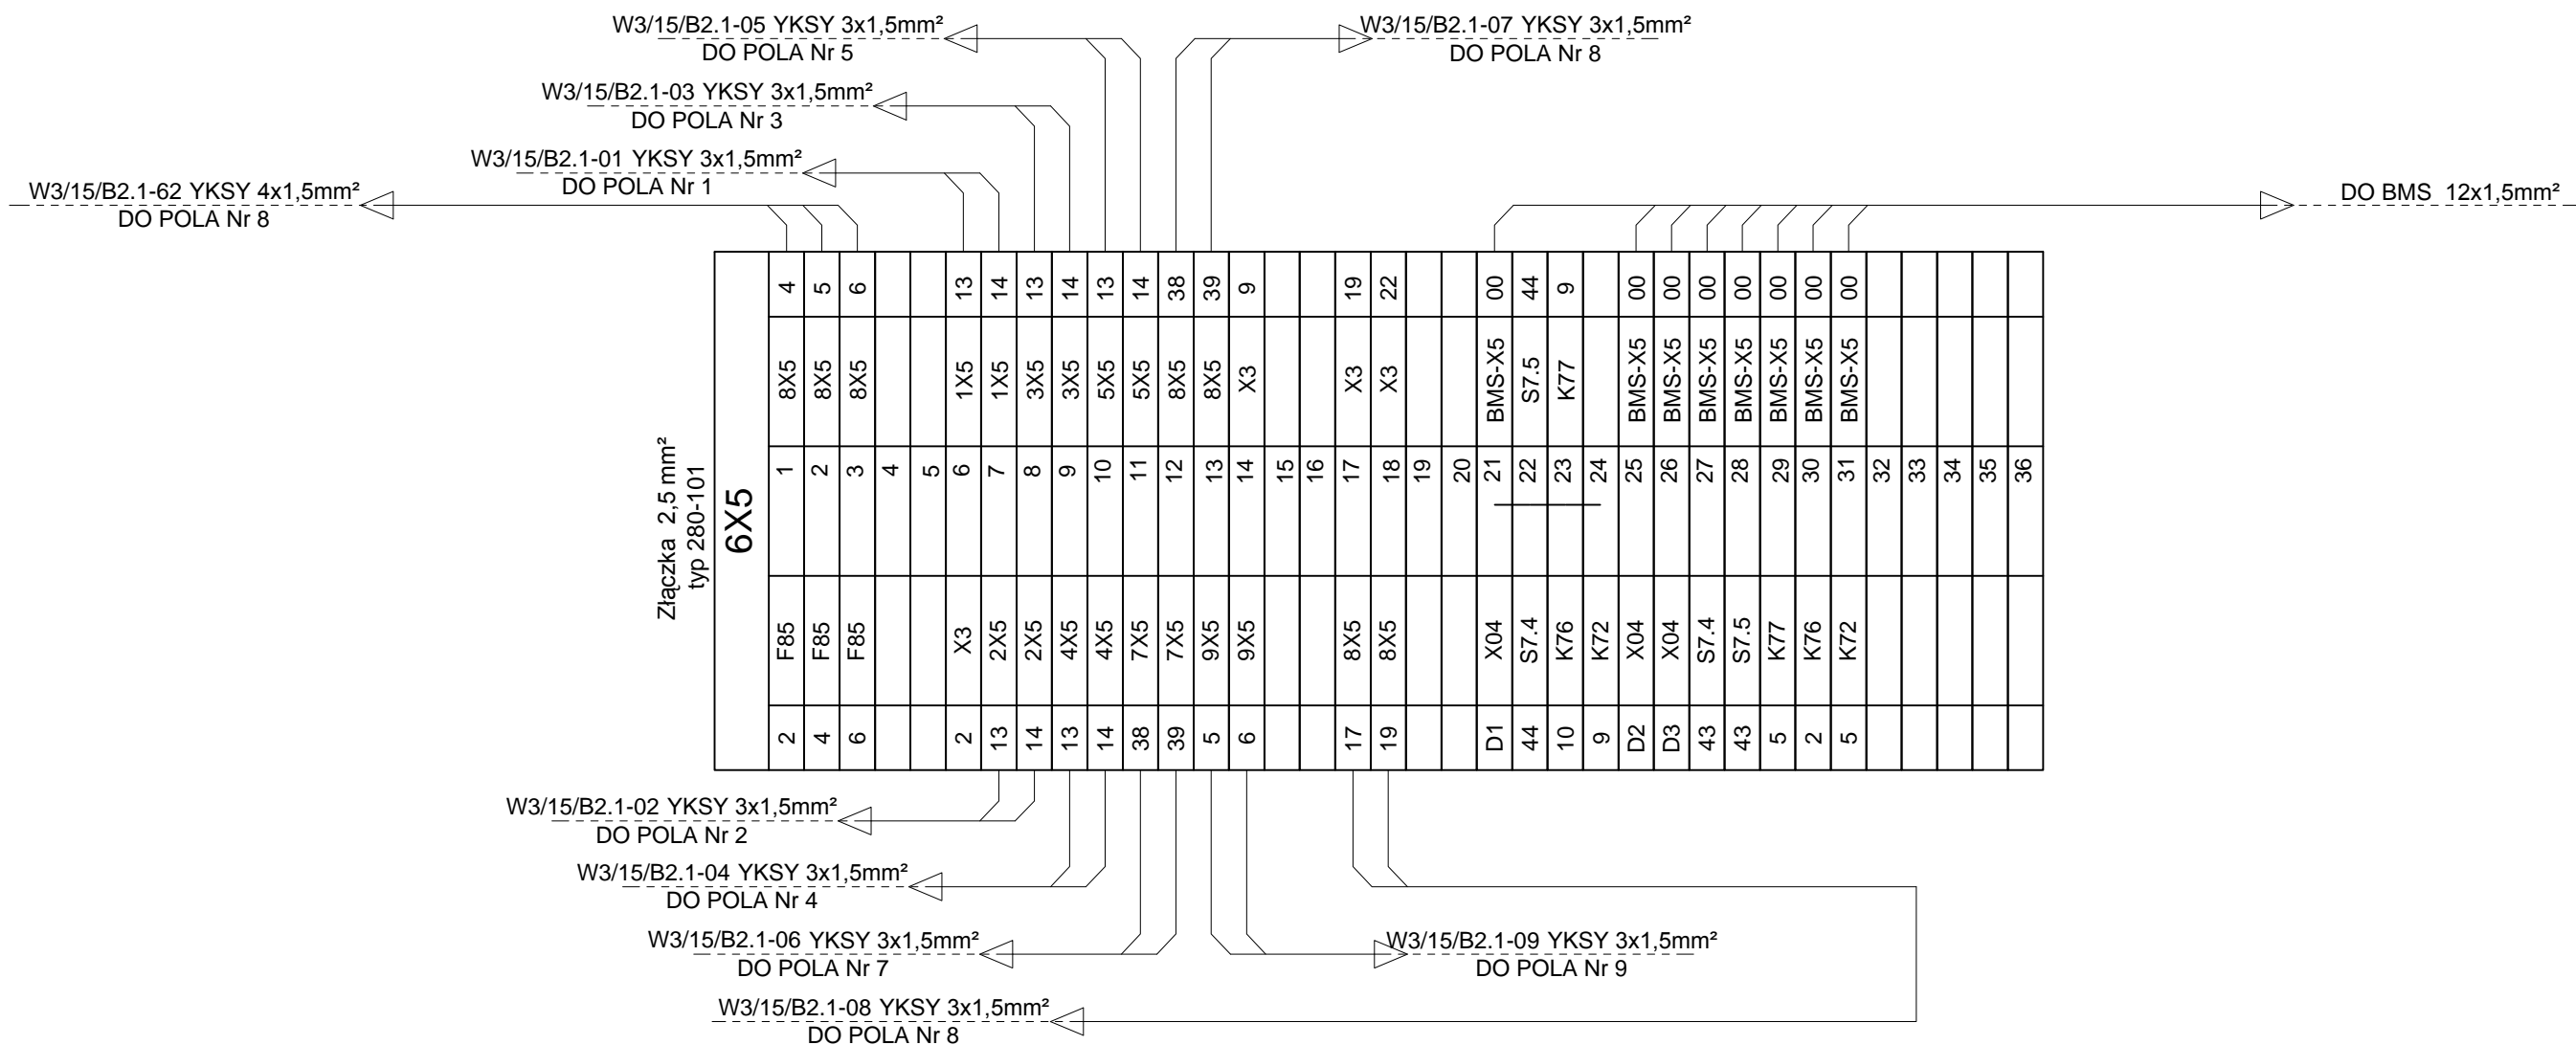 W3/15/B2.1-05 YKSY 3x1,5mm²
DO POLA Nr 5
W3/15/B2.1-07 YKSY 3x1,5mm²
DO POLA Nr 8
W3/15/B2.1-03 YKSY 3x1,5mm²
DO POLA Nr 3
W3/15/B2.1-01 YKSY 3x1,5mm²
DO POLA Nr 1
W3/15/B2.1-62 YKSY 4x1,5mm²
DO POLA Nr 8
DO BMS 12x1,5mm²
Złączka 2,5 mm²
typ 280-101
6X5
4 5 6 13 14 13 14 13 14 38 39 9 19 22 00 44 9 00 00 00 00 00 00 00
8X5 8X5 8X5 1X5 1X5 3X5 3X5 5X5 5X5 8X5 8X5 X3 X3 X3 BMS-X5 S7.5 K77 BMS-X5 BMS-X5 BMS-X5 BMS-X5 BMS-X5 BMS-X5 BMS-X5
1 2 3 4 5 6 7 8 9 10 11 12 13 14 15 16 17 18 19 20 21 22 23 24 25 26 27 28 29 30 31 32 33 34 35 36
F85 F85 F85 X3 2X5 2X5 4X5 4X5 7X5 7X5 9X5 9X5 8X5 8X5 X04 S7.4 K76 K72 X04 X04 S7.4 S7.5 K77 K76 K72
2 4 6 2 13 14 13 14 38 39 5 6 17 19 D1 44 10 9 D2 D3 43 43 5 2 5
W3/15/B2.1-02 YKSY 3x1,5mm²
DO POLA Nr 2
W3/15/B2.1-04 YKSY 3x1,5mm²
DO POLA Nr 4
W3/15/B2.1-06 YKSY 3x1,5mm²
DO POLA Nr 7
W3/15/B2.1-09 YKSY 3x1,5mm²
DO POLA Nr 9
W3/15/B2.1-08 YKSY 3x1,5mm²
DO POLA Nr 8